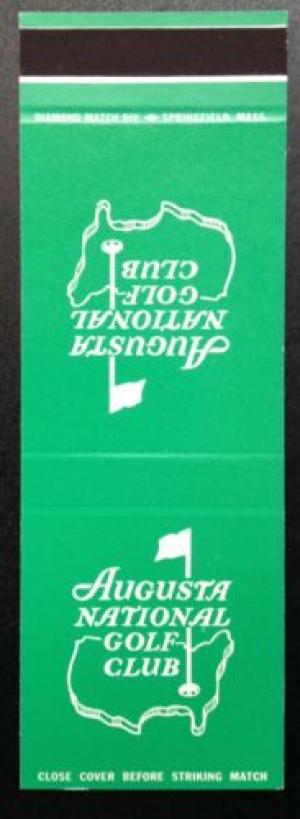 DIAMOND MATCH DIV. SPRINGFIELD, MASS.
AUGUSTA
NATIONAL
GOLF
CLUB
AUGUSTA
NATIONAL
GOLF
CLUB
CLOSE COVER BEFORE STRIKING MATCH